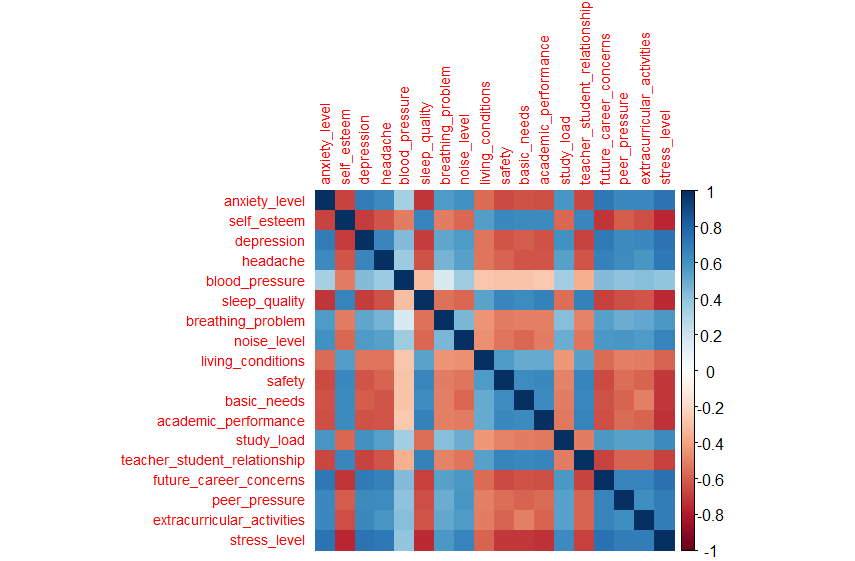 anxiety_level
self_esteem
depression
headache
blood_pressure
sleep_quality
breathing_problem
noise_level
living_conditions
safety
basic_needs
academic_performance
study_load
teacher_student_relationship
future_career_concerns
peer_pressure
extracurricular_activities
stress_level
anxiety_level
self_esteem
depression
headache
blood_pressure
sleep_quality
breathing_problem
noise_level
living_conditions
safety
basic_needs
academic_performance
study_load
teacher_student_relationship
future_career_concerns
peer_pressure
extracurricular_activities
stress_level
1
0.8
0.6
0.4
0.2
0
-0.2
-0.4
-0.6
-0.8
-1